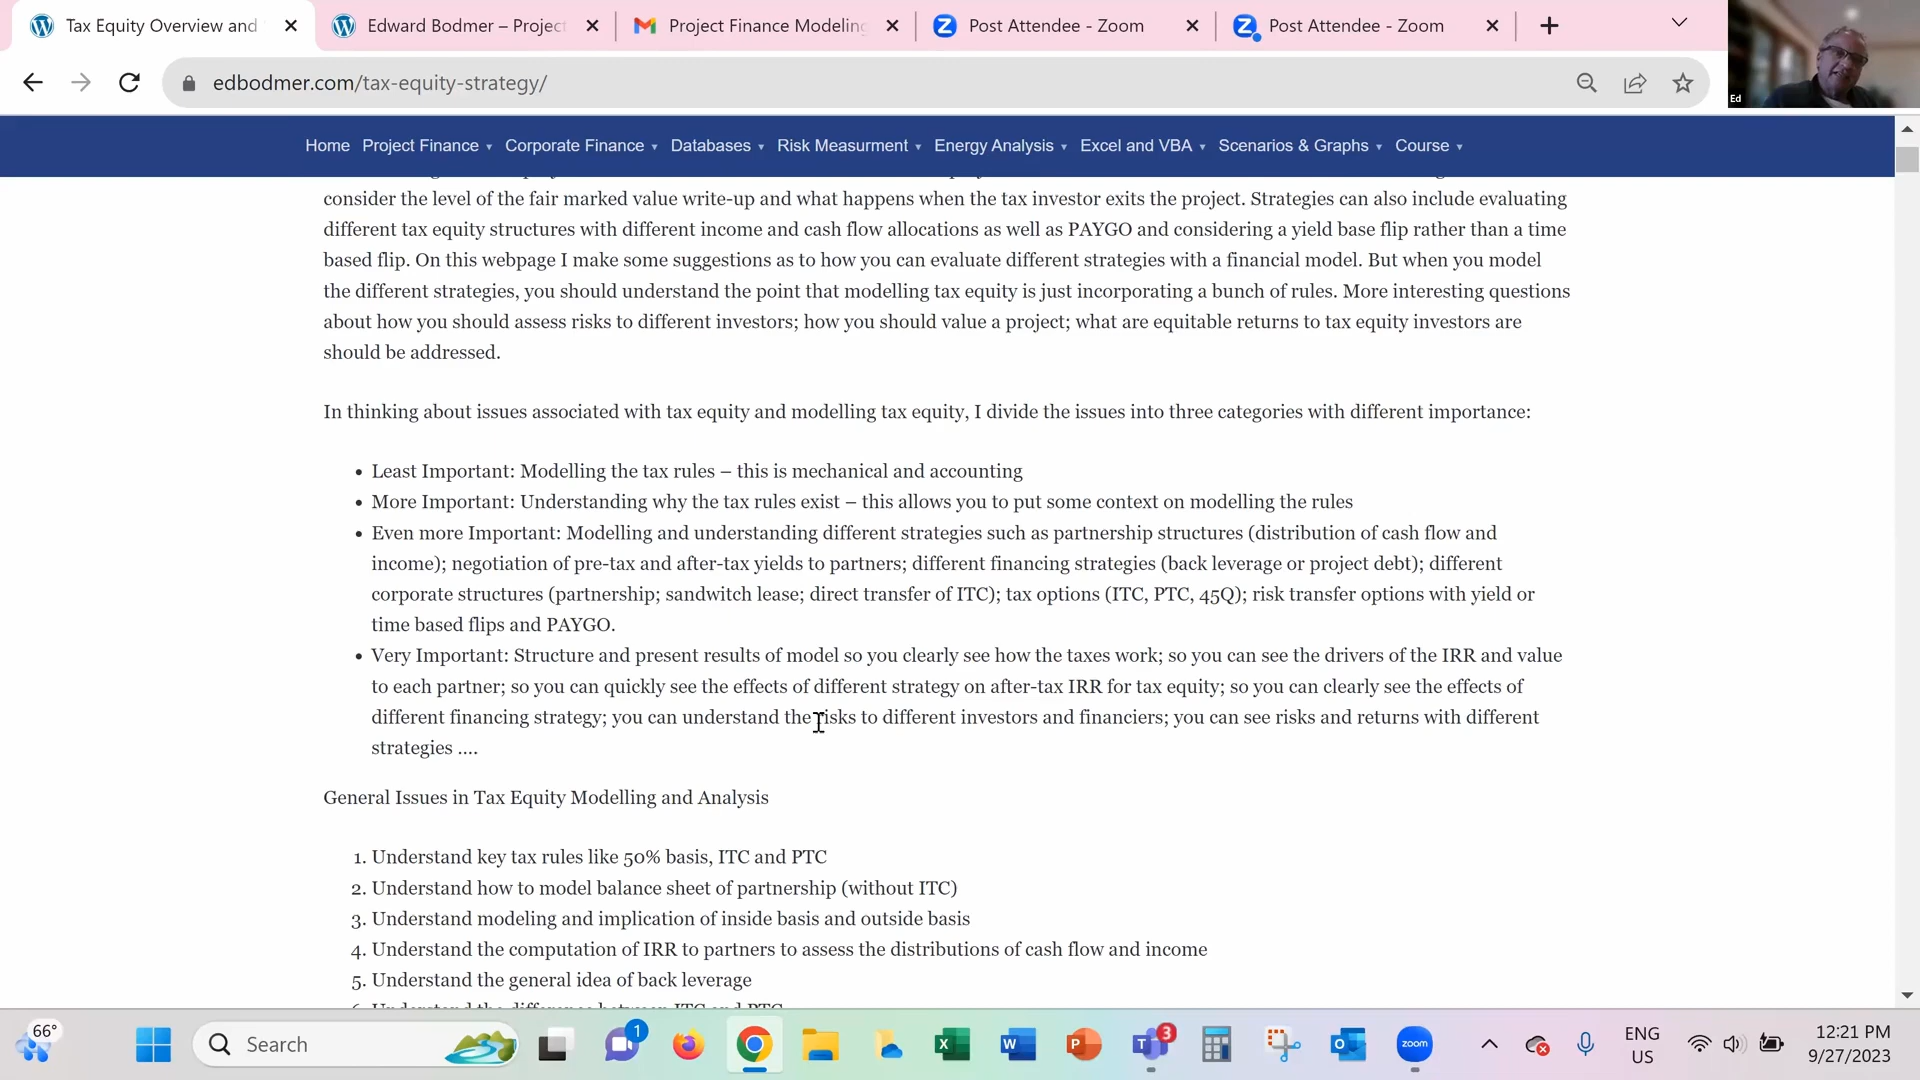 Tax Equity Overview and
Edward Bodmer – Project
Project Finance Modeling
Post Attendee - Zoom
Post Attendee - Zoom
edbodmer.com/tax-equity-strategy/
Ed
Home Project Finance Corporate Finance Databases Risk Measurment Energy Analysis Excel and VBA Scenarios & Graphs Course
consider the level of the fair marked value write-up and what happens when the tax investor exits the project. Strategies can also include evaluating
different tax equity structures with different income and cash flow allocations as well as PAYGO and considering a yield base flip rather than a time
based flip. On this webpage I make some suggestions as to how you can evaluate different strategies with a financial model. But when you model
the different strategies, you should understand the point that modelling tax equity is just incorporating a bunch of rules. More interesting questions
about how you should assess risks to different investors; how you should value a project; what are equitable returns to tax equity investors are
should be addressed.
In thinking about issues associated with tax equity and modelling tax equity, I divide the issues into three categories with different importance:
• Least Important: Modelling the tax rules – this is mechanical and accounting
• More Important: Understanding why the tax rules exist – this allows you to put some context on modelling the rules
• Even more Important: Modelling and understanding different strategies such as partnership structures (distribution of cash flow and
income); negotiation of pre-tax and after-tax yields to partners; different financing strategies (back leverage or project debt); different
corporate structures (partnership; sandwitch lease; direct transfer of ITC); tax options (ITC, PTC, 45Q); risk transfer options with yield or
time based flips and PAYGO.
• Very Important: Structure and present results of model so you clearly see how the taxes work; so you can see the drivers of the IRR and value
to each partner; so you can quickly see the effects of different strategy on after-tax IRR for tax equity; so you can clearly see the effects of
different financing strategy; you can understand the risks to different investors and financiers; you can see risks and returns with different
strategies ....
General Issues in Tax Equity Modelling and Analysis
1. Understand key tax rules like 50% basis, ITC and PTC
2. Understand how to model balance sheet of partnership (without ITC)
3. Understand modeling and implication of inside basis and outside basis
4. Understand the computation of IRR to partners to assess the distributions of cash flow and income
5. Understand the general idea of back leverage
6. Understand the difference between ITC and PTC
66°
Search
1
3
zoom
ENG
US
12:21 PM
9/27/2023